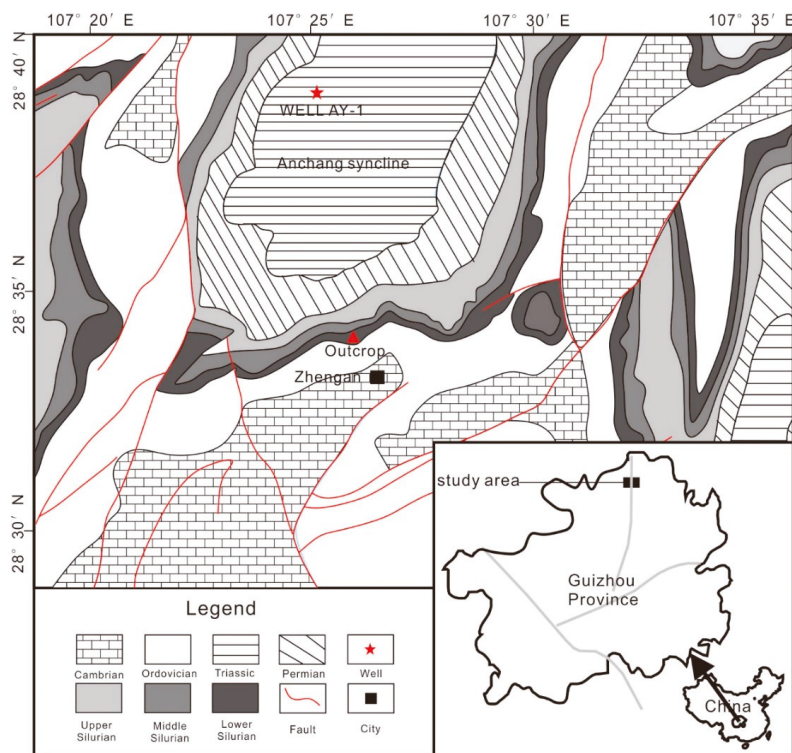 107° 20′ E
107° 25′ E
107° 30′ E
107° 35′ E
28° 40′ N
WELL AY-1
Anchang syncline
28° 35′ N
Outcrop
Zhengan
28° 30′ N
study area
Guizhou
Province
China
Legend
Cambrian
Ordovician
Triassic
Permian
Well
Upper
Silurian
Middle
Silurian
Lower
Silurian
Fault
City